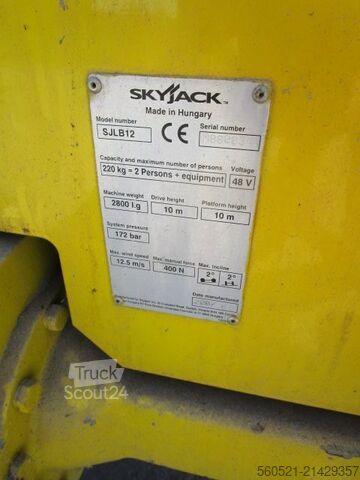 SKYJACK™
Made in Hungary
Model number Serial number
SJLB12 CE
Capacity and maximum number of persons Voltage
220 kg = 2 Persons + equipment 48 V
Machine weight Drive height Platform height
2800 kg 10 m 10 m
System pressure
172 bar
Max. wind speed Max. manual force Max. incline
12.5 m/s 400 N 2° 2°
Date manufactured
Truck
Scout24
560521-21429357